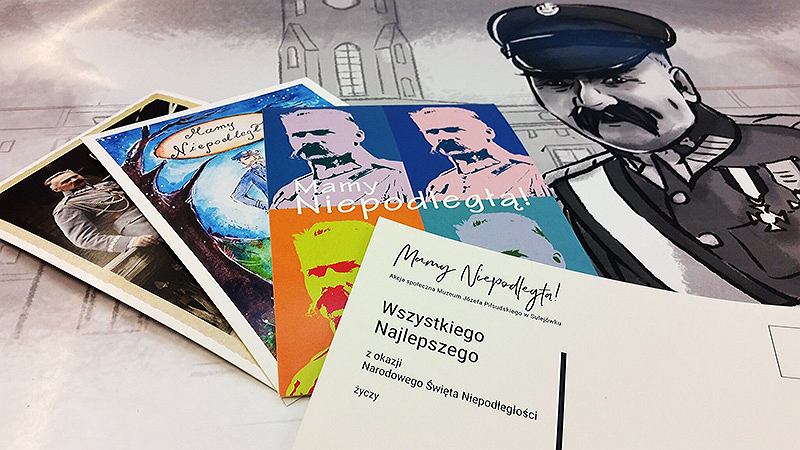 Mamy
Niepodległą
Mamy
Niepodległą!
Mamy Niepodległą!
Akcja społeczna Muzeum Józefa Piłsudskiego w Sulejówku
Wszystkiego
Najlepszego
z okazji
Narodowego Święta Niepodległości
życzy